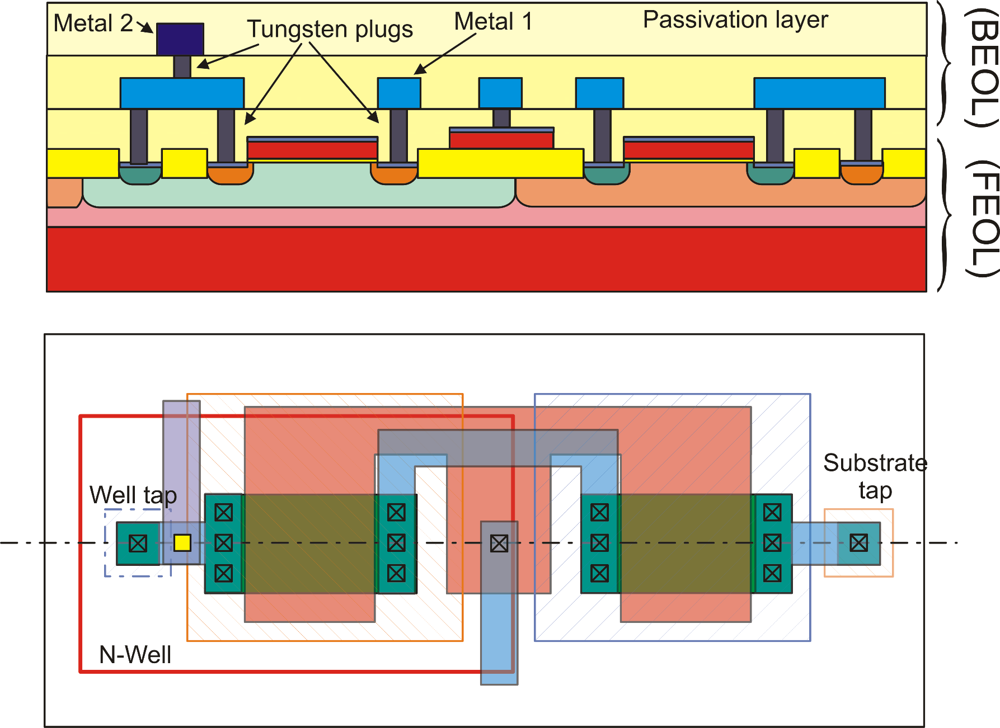 Metal 2
Tungsten plugs
Metal 1
Passivation layer
(BEOL)
(FEOL)
Well tap
Substrate
tap
N-Well